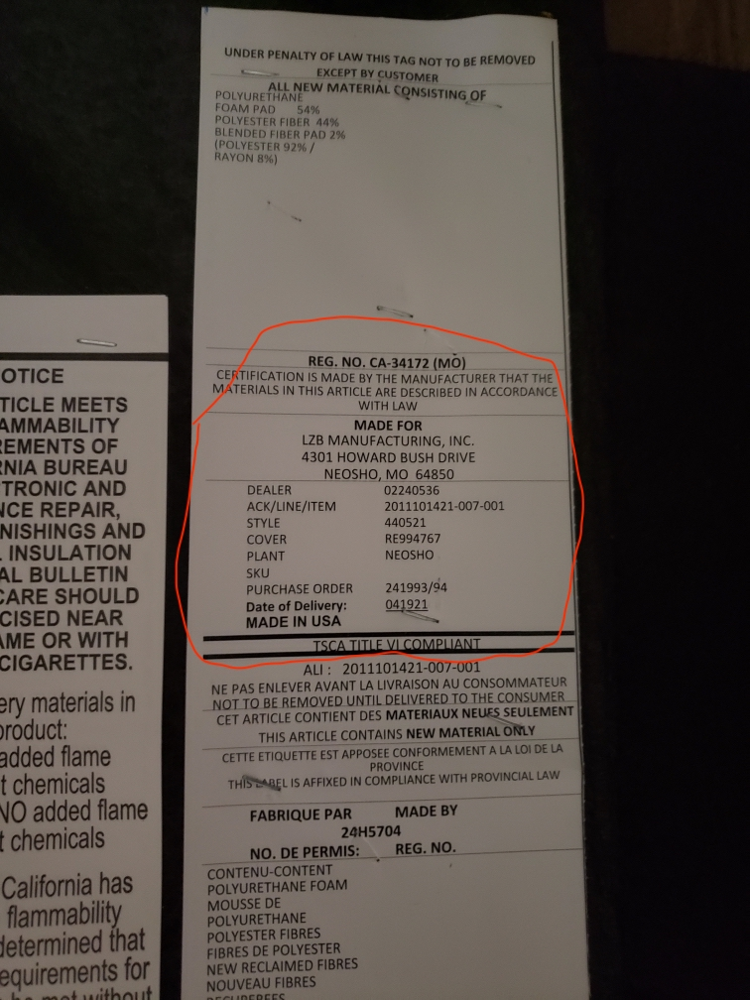 UNDER PENALTY OF LAW THIS TAG NOT TO BE REMOVED
EXCEPT BY CUSTOMER
ALL NEW MATERIAL CONSISTING OF
POLYURETHANE
FOAM PAD 54%
POLYESTER FIBER 44%
BLENDED FIBER PAD 2%
(POLYESTER 92% /
RAYON 8%)
REG. NO. CA-34172 (MO)
CERTIFICATION IS MADE BY THE MANUFACTURER THAT THE
MATERIALS IN THIS ARTICLE ARE DESCRIBED IN ACCORDANCE
WITH LAW
MADE FOR
LZB MANUFACTURING, INC.
4301 HOWARD BUSH DRIVE
NEOSHO, MO 64850
DEALER 02240536
ACK/LINE/ITEM 2011101421-007-001
STYLE 440521
COVER RE994767
PLANT NEOSHO
SKU
PURCHASE ORDER 241993/94
Date of Delivery: 041921
MADE IN USA
TSCA TITLE VI COMPLIANT
ALI : 2011101421-007-001
NE PAS ENLEVER AVANT LA LIVRAISON AU CONSOMMATEUR
NOT TO BE REMOVED UNTIL DELIVERED TO THE CONSUMER
CET ARTICLE CONTIENT DES MATERIAUX NEUFS SEULEMENT
THIS ARTICLE CONTAINS NEW MATERIAL ONLY
CETTE ETIQUETTE EST APPOSEE CONFORMEMENT A LA LOI DE LA
PROVINCE
THIS LABEL IS AFFIXED IN COMPLIANCE WITH PROVINCIAL LAW
FABRIQUE PAR MADE BY
24H5704
NO. DE PERMIS: REG. NO.
CONTENU-CONTENT
POLYURETHANE FOAM
MOUSSE DE
POLYURETHANE
POLYESTER FIBRES
FIBRES DE POLYESTER
NEW RECLAIMED FIBRES
NOUVEAU FIBRES
RECUPEREES
OTICE
TICLE MEETS
AMMABILITY
REMENTS OF
RNIA BUREAU
TRONIC AND
NCE REPAIR,
NISHINGS AND
L INSULATION
AL BULLETIN
CARE SHOULD
CISED NEAR
AME OR WITH
CIGARETTES.
ery materials in
product:
added flame
t chemicals
NO added flame
t chemicals
California has
flammability
determined that
equirements for
be met without